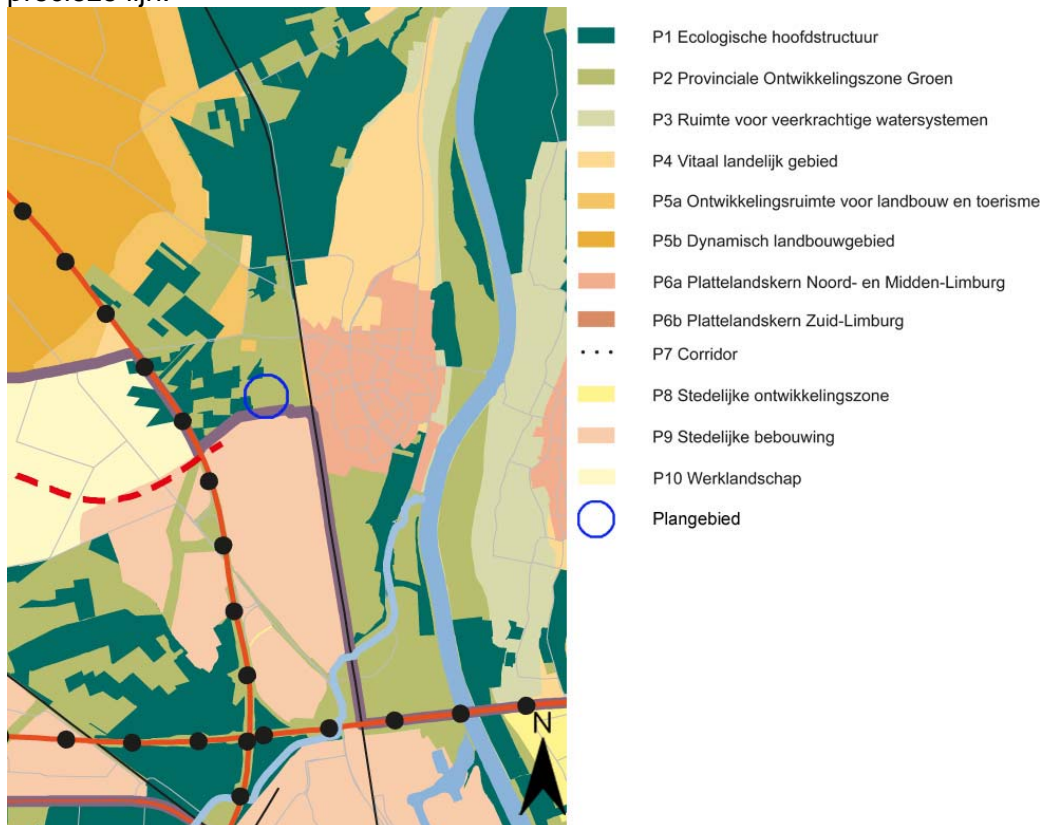 precieze lijn.
P1 Ecologische hoofdstructuur
P2 Provinciale Ontwikkelingszone Groen
P3 Ruimte voor veerkrachtige watersystemen
P4 Vitaal landelijk gebied
P5a Ontwikkelingsruimte voor landbouw en toerisme
P5b Dynamisch landbouwgebied
P6a Plattelandskern Noord- en Midden-Limburg
P6b Plattelandskern Zuid-Limburg
P7 Corridor
P8 Stedelijke ontwikkelingszone
P9 Stedelijke bebouwing
P10 Werklandschap
Plangebied
N